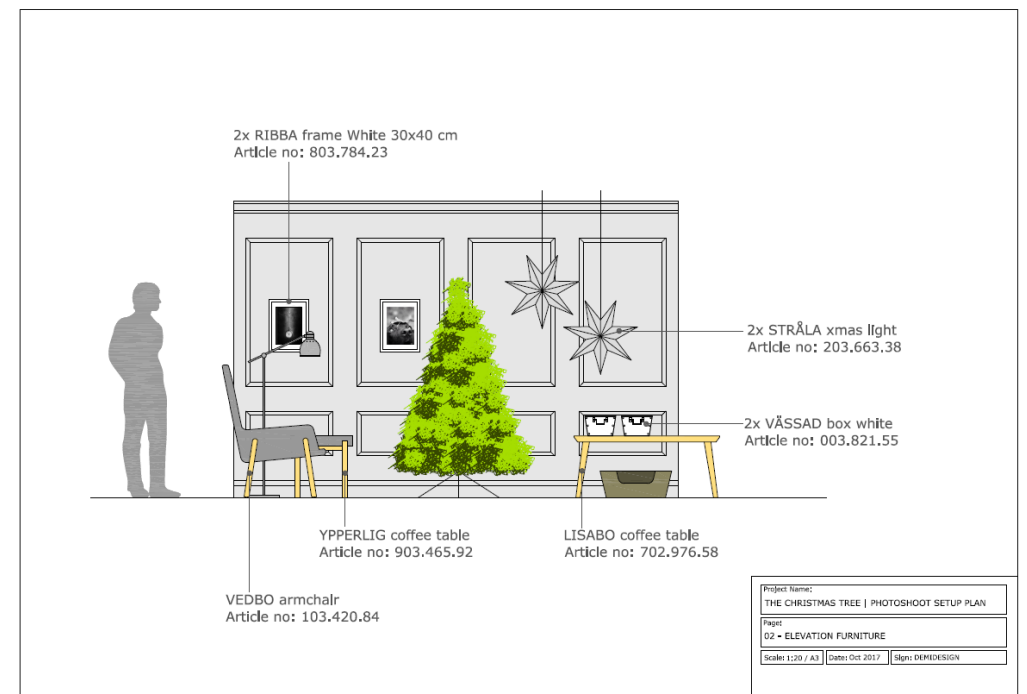 2x RIBBA frame White 30x40 cm
Article no: 803.784.23
2x STRÅLA xmas light
Article no: 203.663.38
2x VÄSSAD box white
Article no: 003.821.55
YPPERLIG coffee table
Article no: 903.465.92
LISABO coffee table
Article no: 702.976.58
VEDBO armchair
Article no: 103.420.84
Project Name:
THE CHRISTMAS TREE | PHOTOSHOOT SETUP PLAN
Page:
02 - ELEVATION FURNITURE
Scale: 1:20 / A3 Date: Oct 2017 Sign: DEMIDESIGN